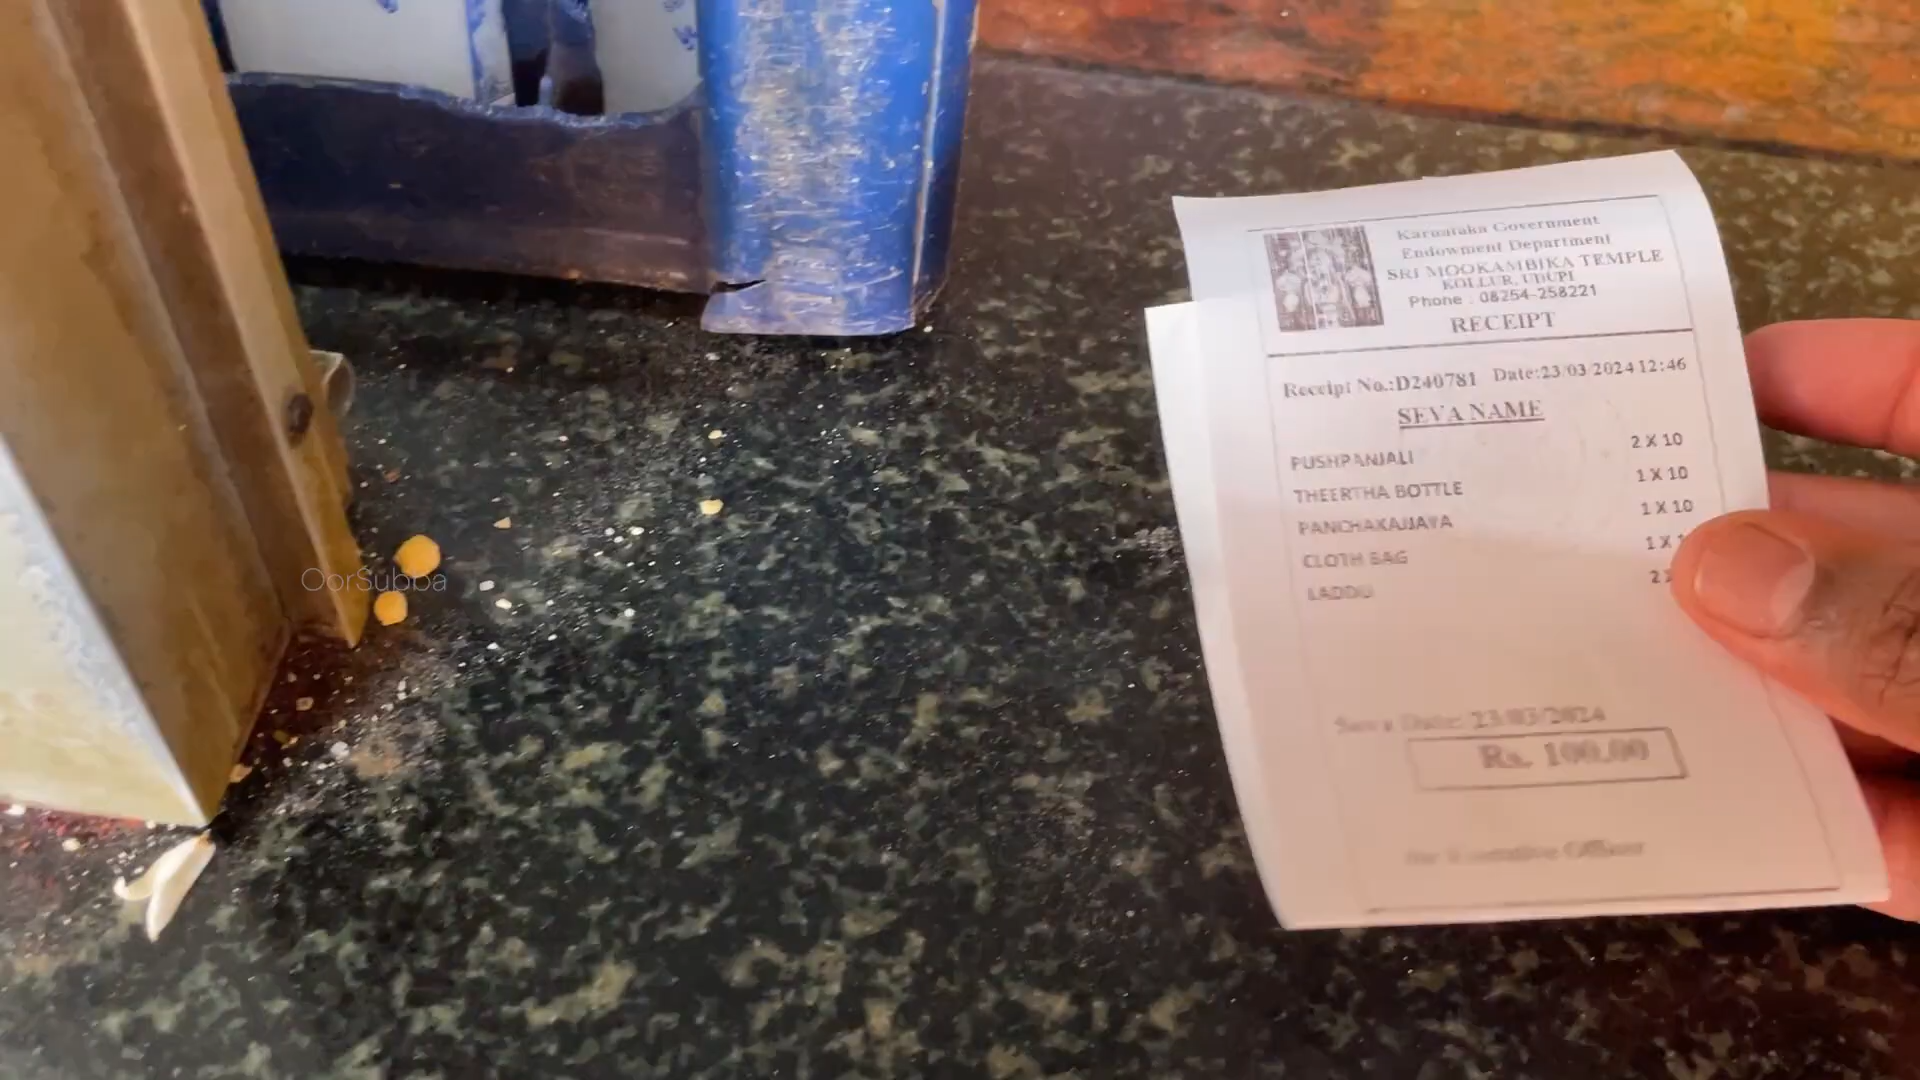 Karnataka Government
Endowment Department
SRI MOOKAMBIKA TEMPLE
KOLLUR, UDUPI
Phone : 08254-258221
RECEIPT
Receipt No.:D240781 Date:23/03/2024 12:46
SEVA NAME
PUSHPANJALI 2 X 10
THEERTHA BOTTLE 1 X 10
PANCHAKAJJAYA 1 X 10
CLOTH BAG 1 X
LADDU 2
Seva Date: 23/03/2024
Rs. 100.00
Executive Officer
OorSubba